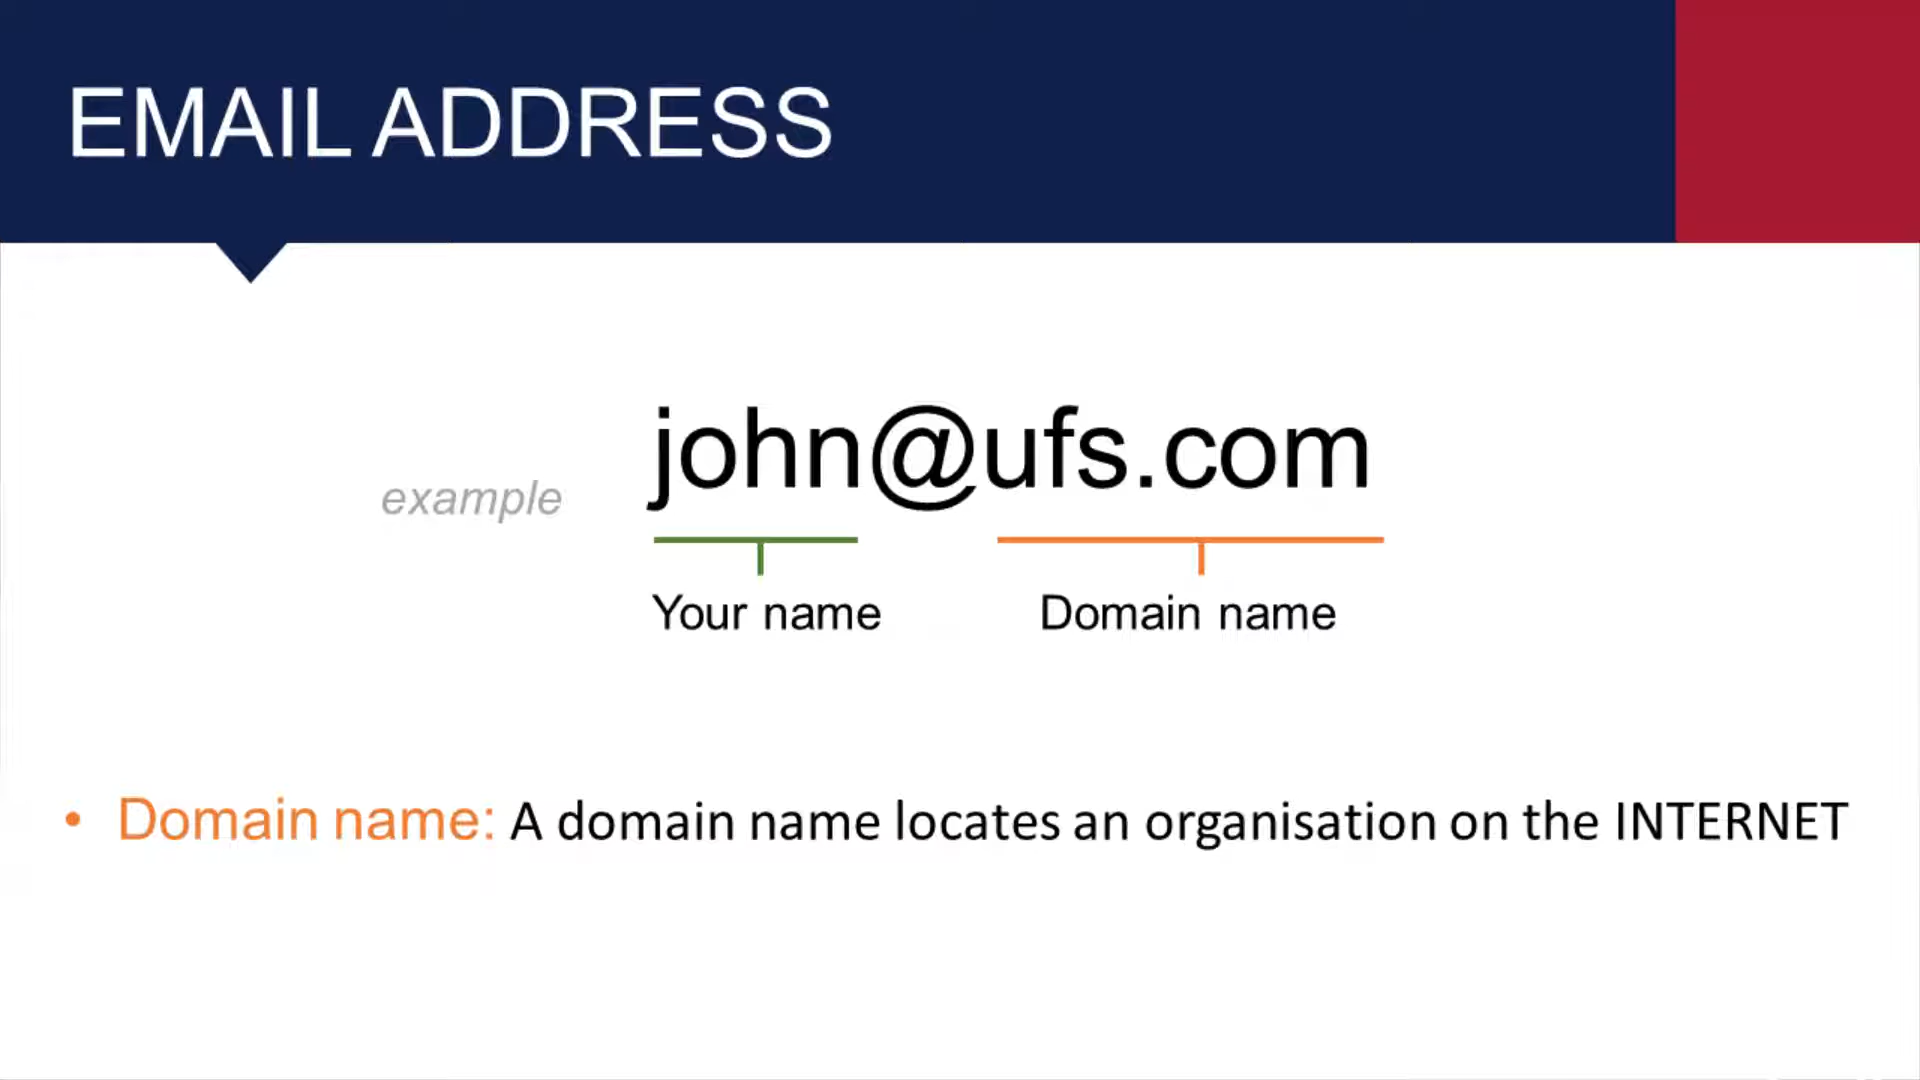 EMAIL ADDRESS
example john@ufs.com
Your name Domain name
• Domain name: A domain name locates an organisation on the INTERNET